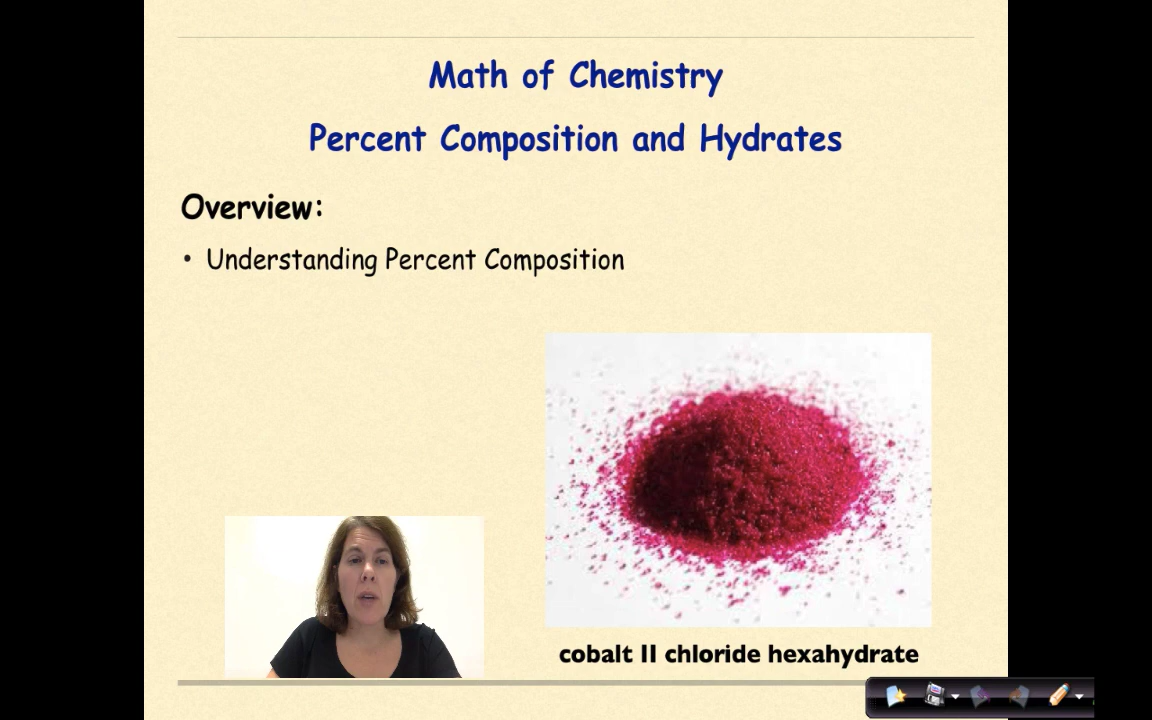 Math of Chemistry
Percent Composition and Hydrates
Overview:
• Understanding Percent Composition
cobalt II chloride hexahydrate